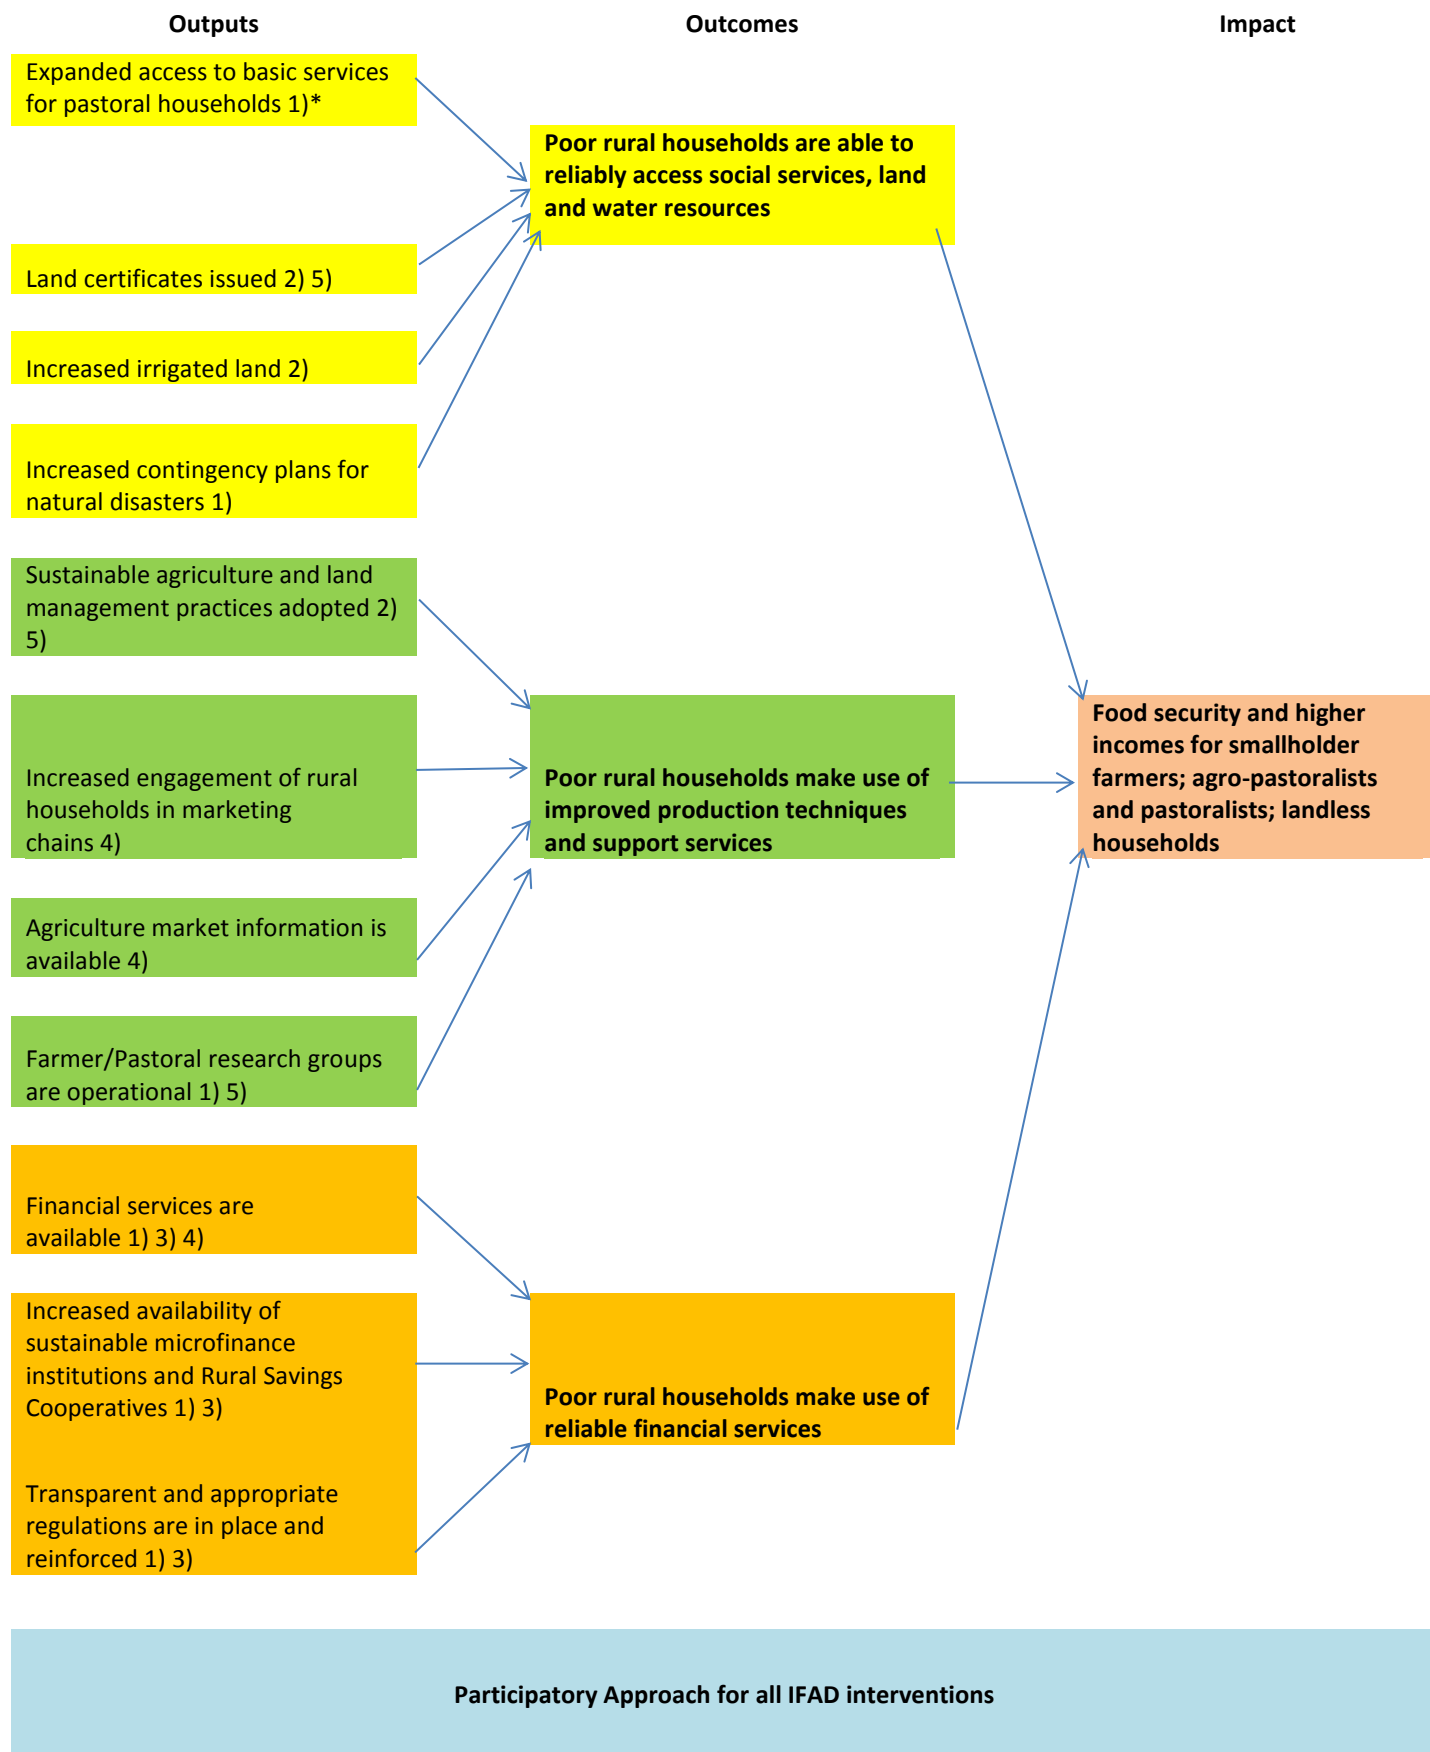 Outputs
Outcomes
Impact
Expanded access to basic services
for pastoral households 1)*
Poor rural households are able to
reliably access social services, land
and water resources
Land certificates issued 2) 5)
Increased irrigated land 2)
Increased contingency plans for
natural disasters 1)
Sustainable agriculture and land
management practices adopted 2)
5)
Increased engagement of rural
households in marketing
chains 4)
Poor rural households make use of
improved production techniques
and support services
Food security and higher
incomes for smallholder
farmers; agro-pastoralists
and pastoralists; landless
households
Agriculture market information is
available 4)
Farmer/Pastoral research groups
are operational 1) 5)
Financial services are
available 1) 3) 4)
Increased availability of
sustainable microfinance
institutions and Rural Savings
Cooperatives 1) 3)
Poor rural households make use of
reliable financial services
Transparent and appropriate
regulations are in place and
reinforced 1) 3)
Participatory Approach for all IFAD interventions